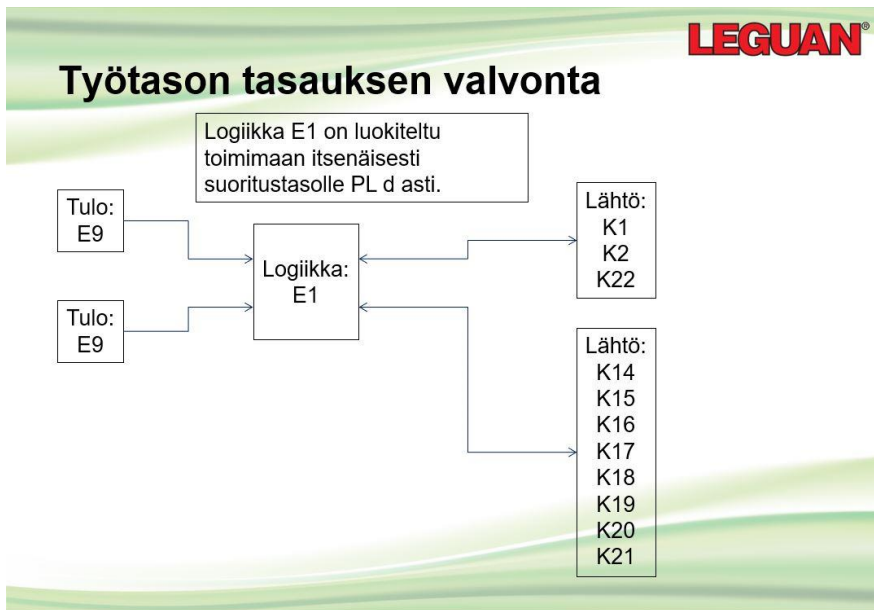 LEGUAN®
Työtason tasauksen valvonta
Logiikka E1 on luokiteltu
toimimaan itsenäisesti
suoritustasolle PL d asti.
Tulo:
E9
Tulo:
E9
Logiikka:
E1
Lähtö:
K1
K2
K22
Lähtö:
K14
K15
K16
K17
K18
K19
K20
K21